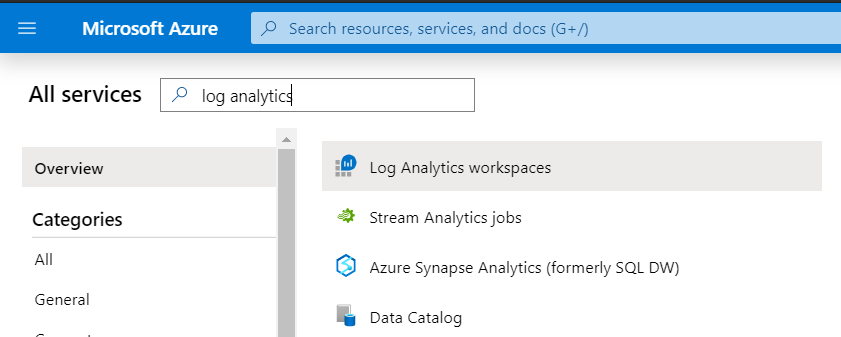 Microsoft Azure
Search resources, services, and docs (G+/)
All services
log analytics
Overview
Categories
All
General
Log Analytics workspaces
Stream Analytics jobs
Azure Synapse Analytics (formerly SQL DW)
Data Catalog